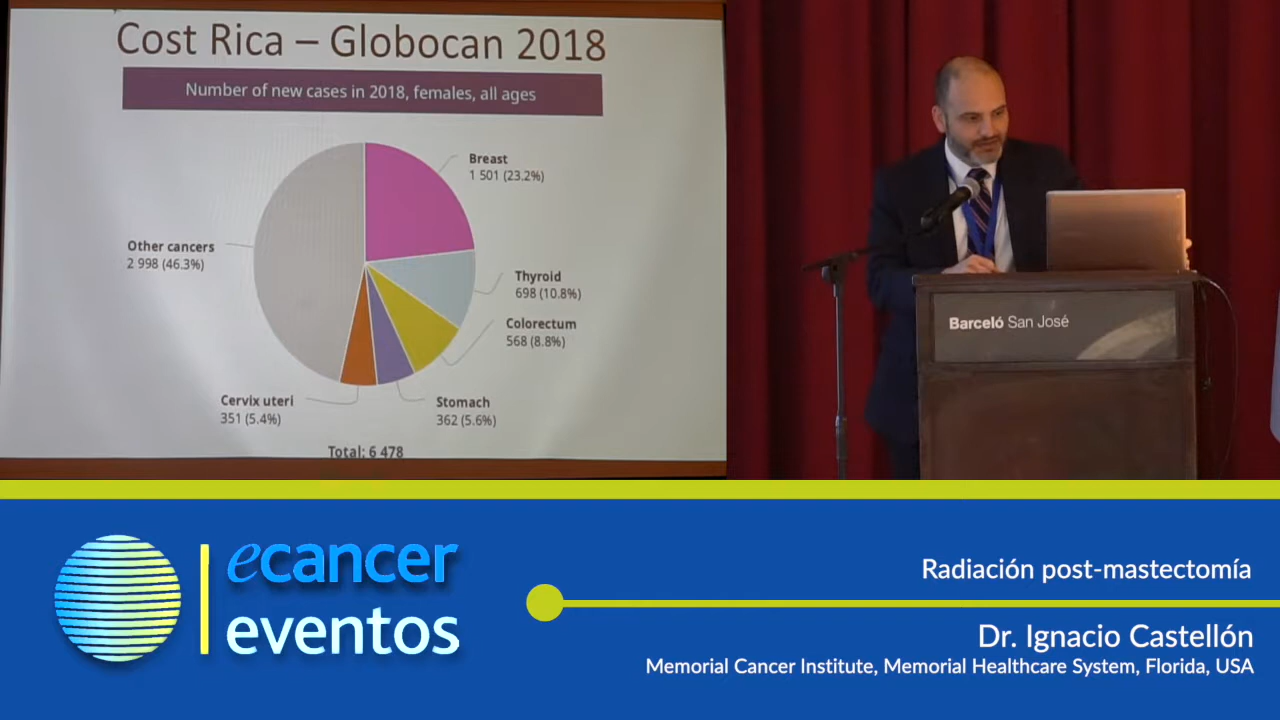 Cost Rica – Globocan 2018
Number of new cases in 2018, females, all ages
Breast
1 501 (23.2%)
Other cancers
2 998 (46.3%)
Thyroid
698 (10.8%)
Colorectum
568 (8.8%)
Cervix uteri
351 (5.4%)
Stomach
362 (5.6%)
Total: 6 478
Barceló San José
ecancer
eventos
Radiación post-mastectomía
Dr. Ignacio Castellón
Memorial Cancer Institute, Memorial Healthcare System, Florida, USA